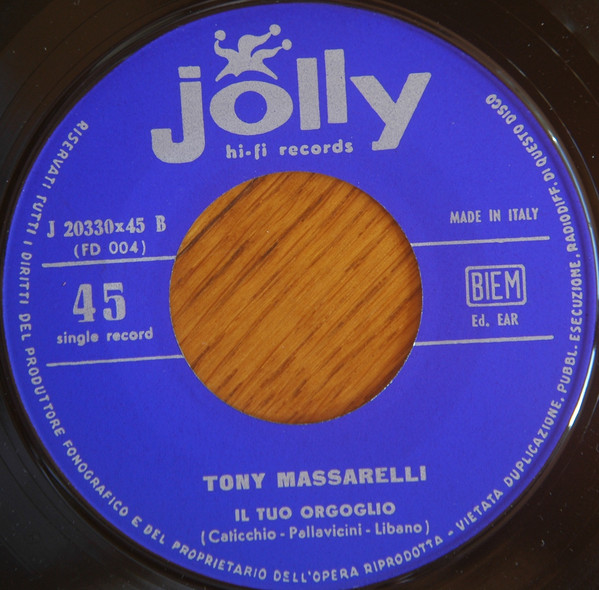 jolly
hi-fi records
J 20330x45 B
(FD 004)
MADE IN ITALY
45
single record
BIEM
Ed. EAR
TONY MASSARELLI
IL TUO ORGOGLIO
(Caticchio - Pallavicini - Libano)
RISERVATI TUTTI I DIRITTI DEL PRODUTTORE FONOGRAFICO E DEL PROPRIETARIO DELL'OPERA RIPRODOTTA - VIETATA DUPLICAZIONE, PUBBL. ESECUZIONE, RADIODIFF. DI QUESTO DISCO